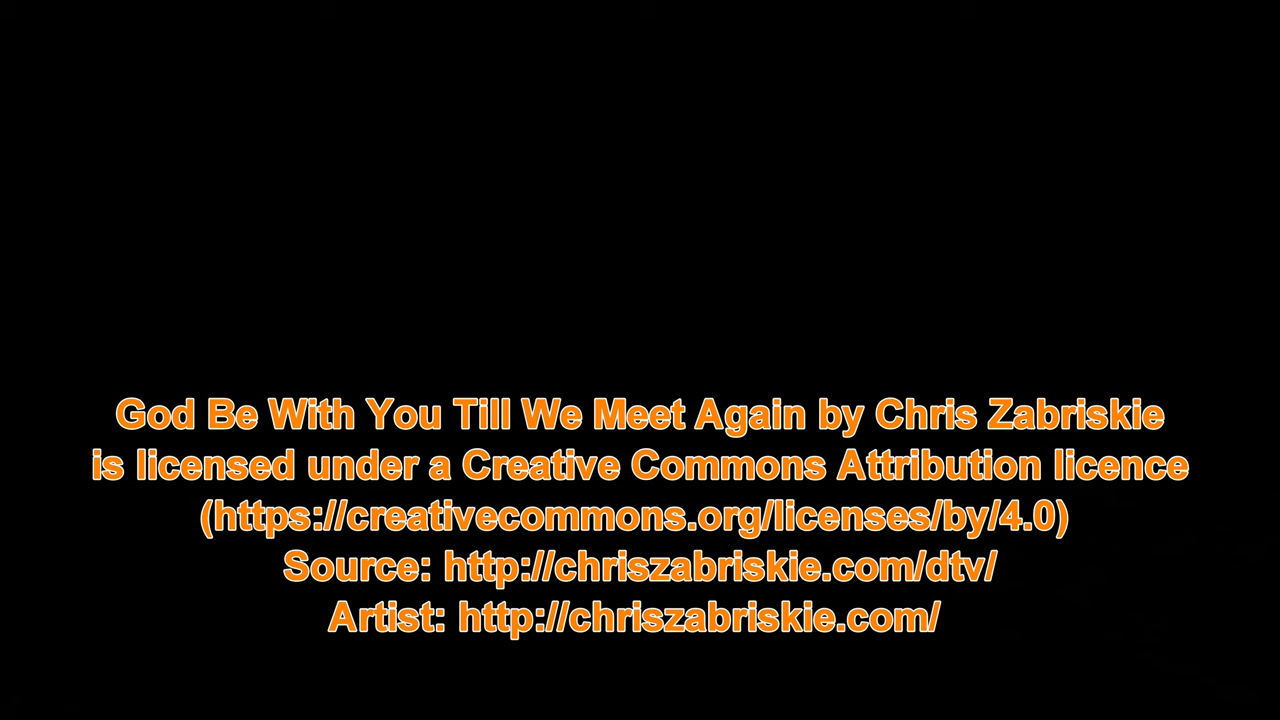 God Be With You Till We Meet Again by Chris Zabriskie
is licensed under a Creative Commons Attribution licence
(https://creativecommons.org/licenses/by/4.0)
Source: http://chriszabriskie.com/dtv/
Artist: http://chriszabriskie.com/